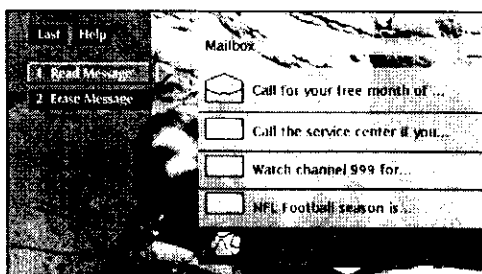 Last Help
1 Read Message
2 Erase Message
Mailbox
Call for your free month of ...
Call the service center if you...
Watch channel 999 for...
NFL Football season is...